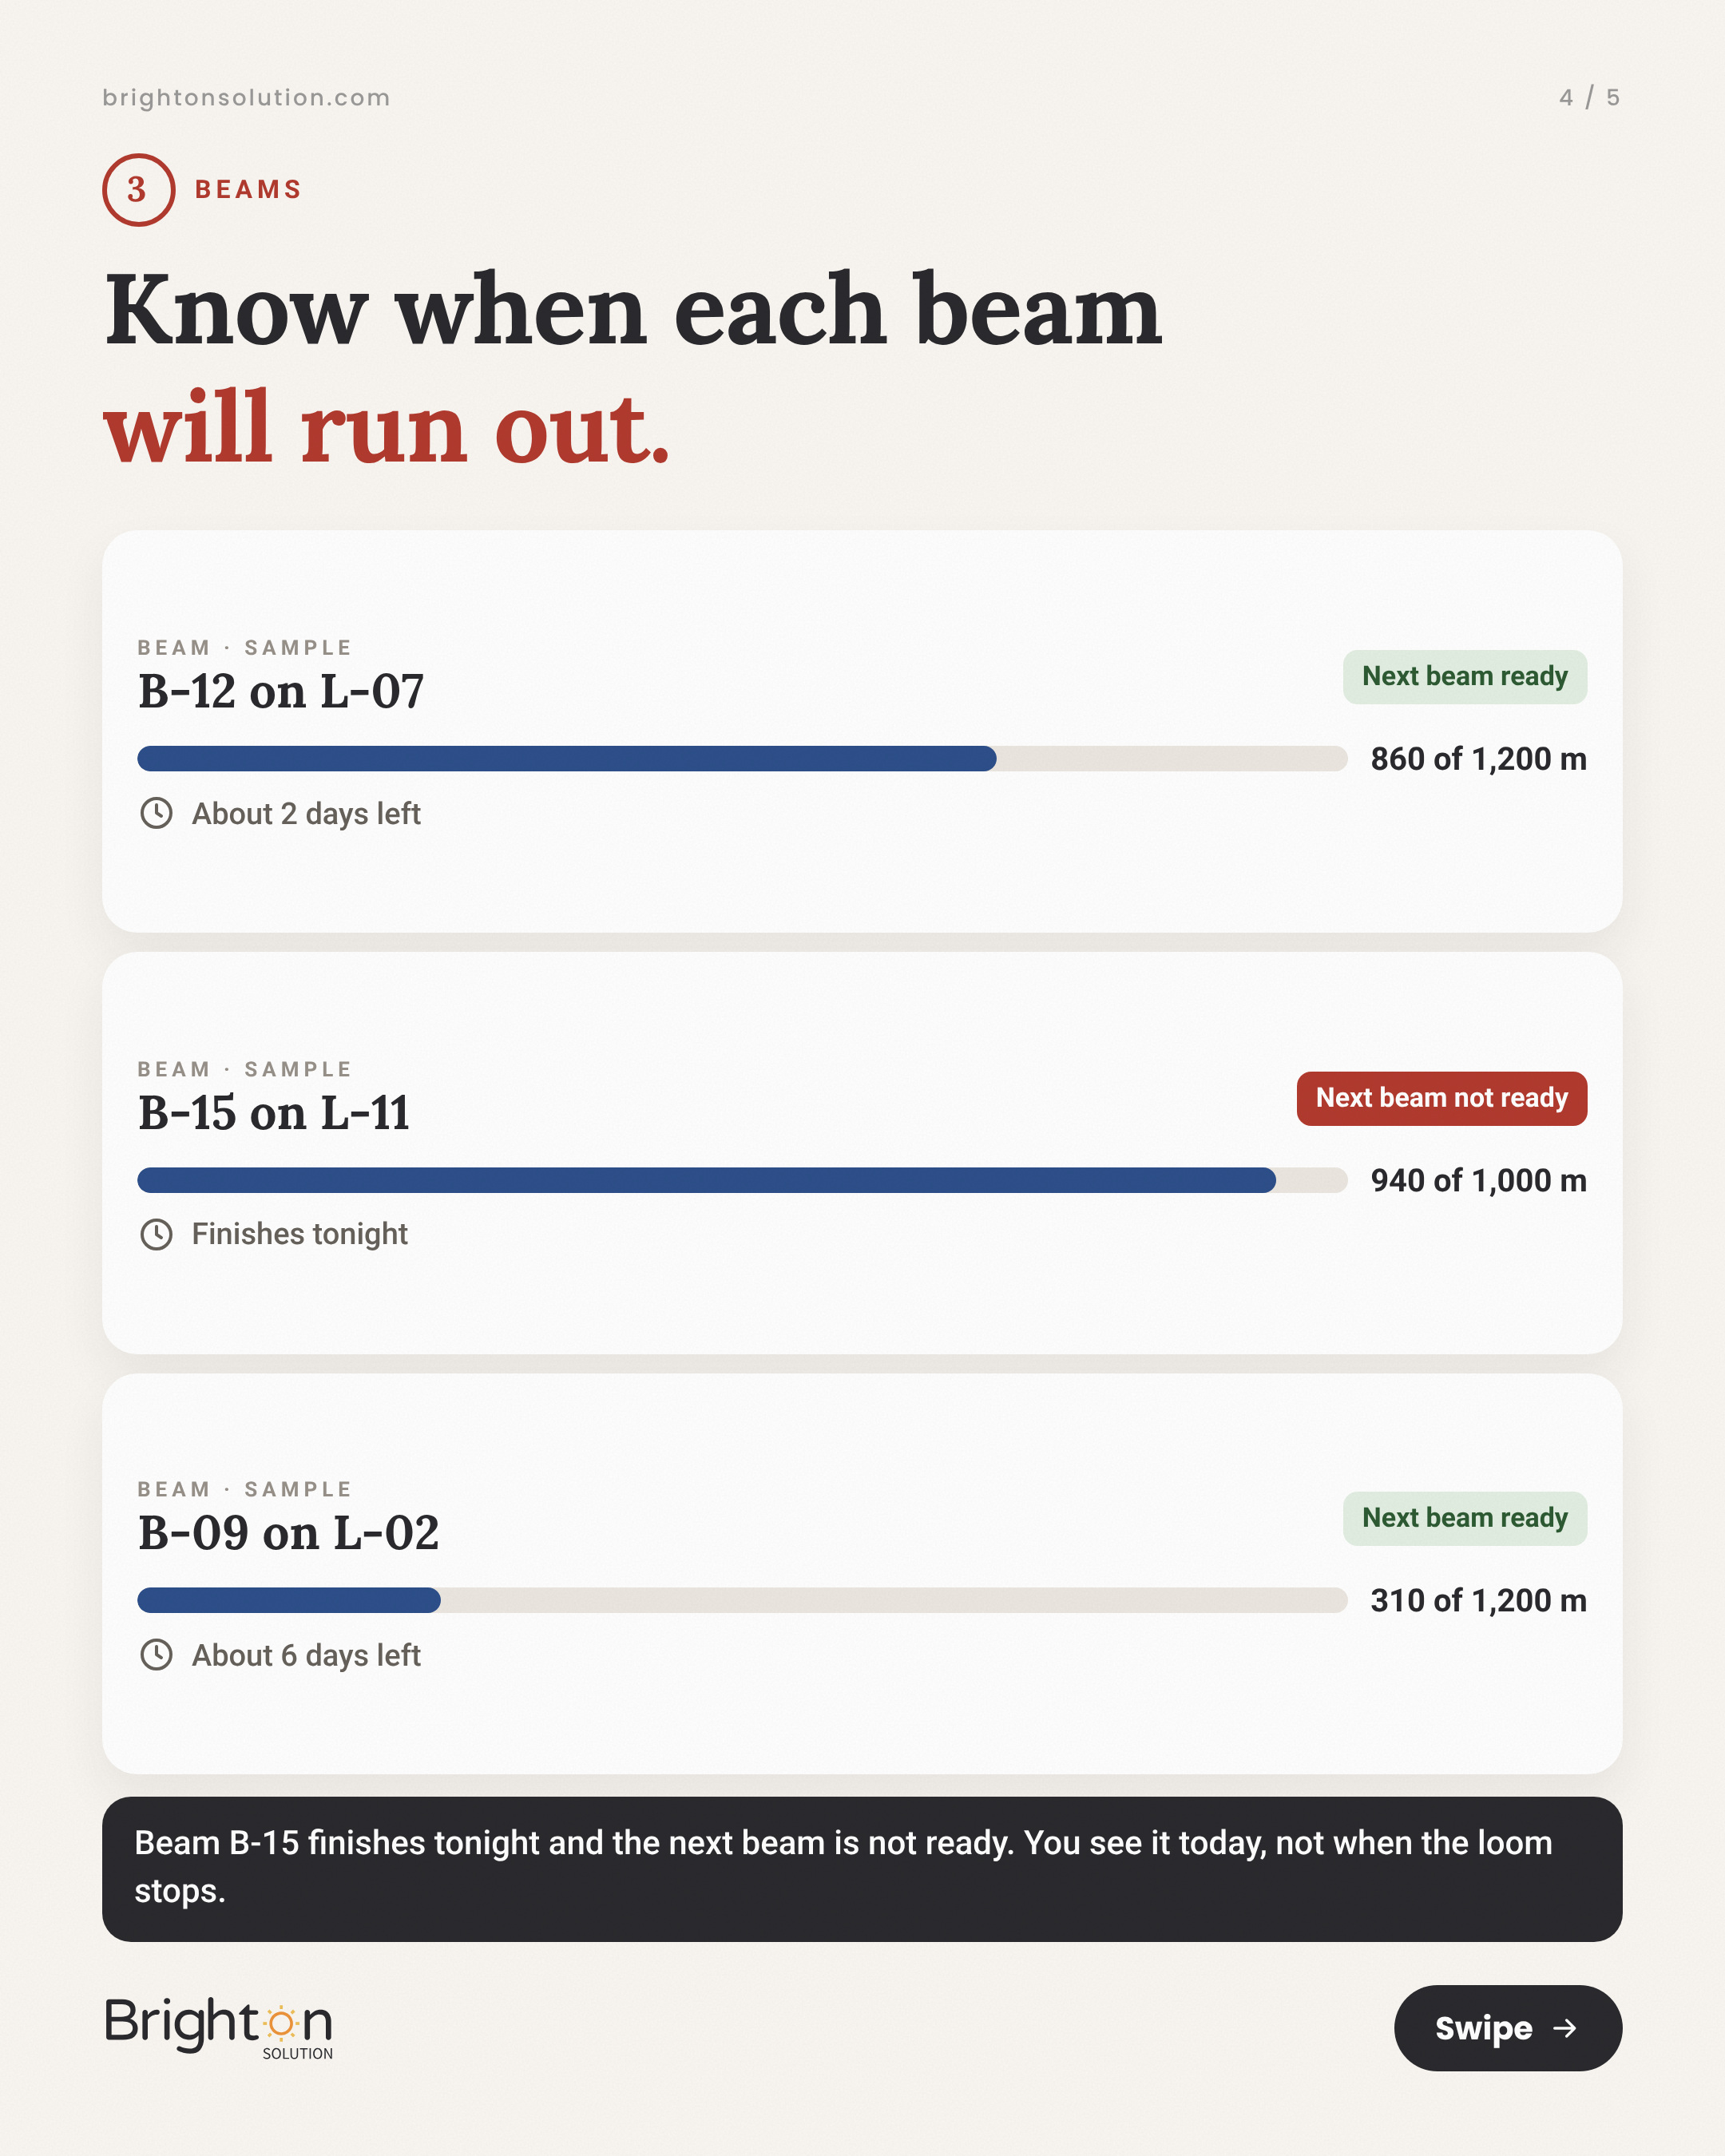 brightonsolution.com
4 / 5
3 BEAMS
Know when each beam
will run out.
BEAM · SAMPLE
B-12 on L-07
Next beam ready
860 of 1,200 m
About 2 days left
BEAM · SAMPLE
B-15 on L-11
Next beam not ready
940 of 1,000 m
Finishes tonight
BEAM · SAMPLE
B-09 on L-02
Next beam ready
310 of 1,200 m
About 6 days left
Beam B-15 finishes tonight and the next beam is not ready. You see it today, not when the loom
stops.
Brighton
SOLUTION
Swipe →